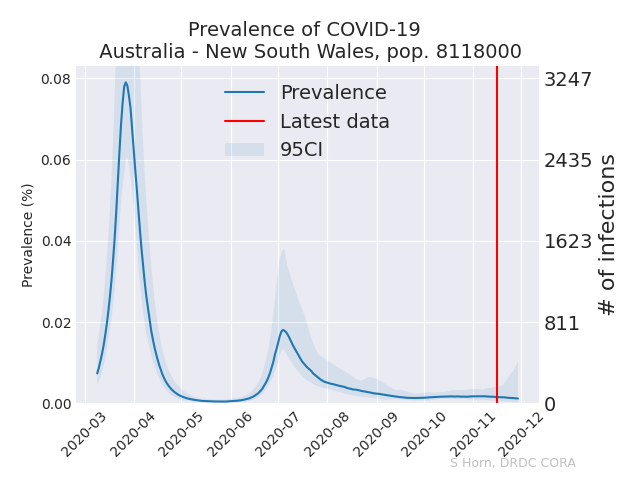 Prevalence of COVID-19
Australia - New South Wales, pop. 8118000
Prevalence
Latest data
95CI
Prevalence (%)
0.08
0.06
0.04
0.02
0.00
3247
2435
1623
811
0
# of infections
2020-03
2020-04
2020-05
2020-06
2020-07
2020-08
2020-09
2020-10
2020-11
2020-12
S Horn, DRDC CORA